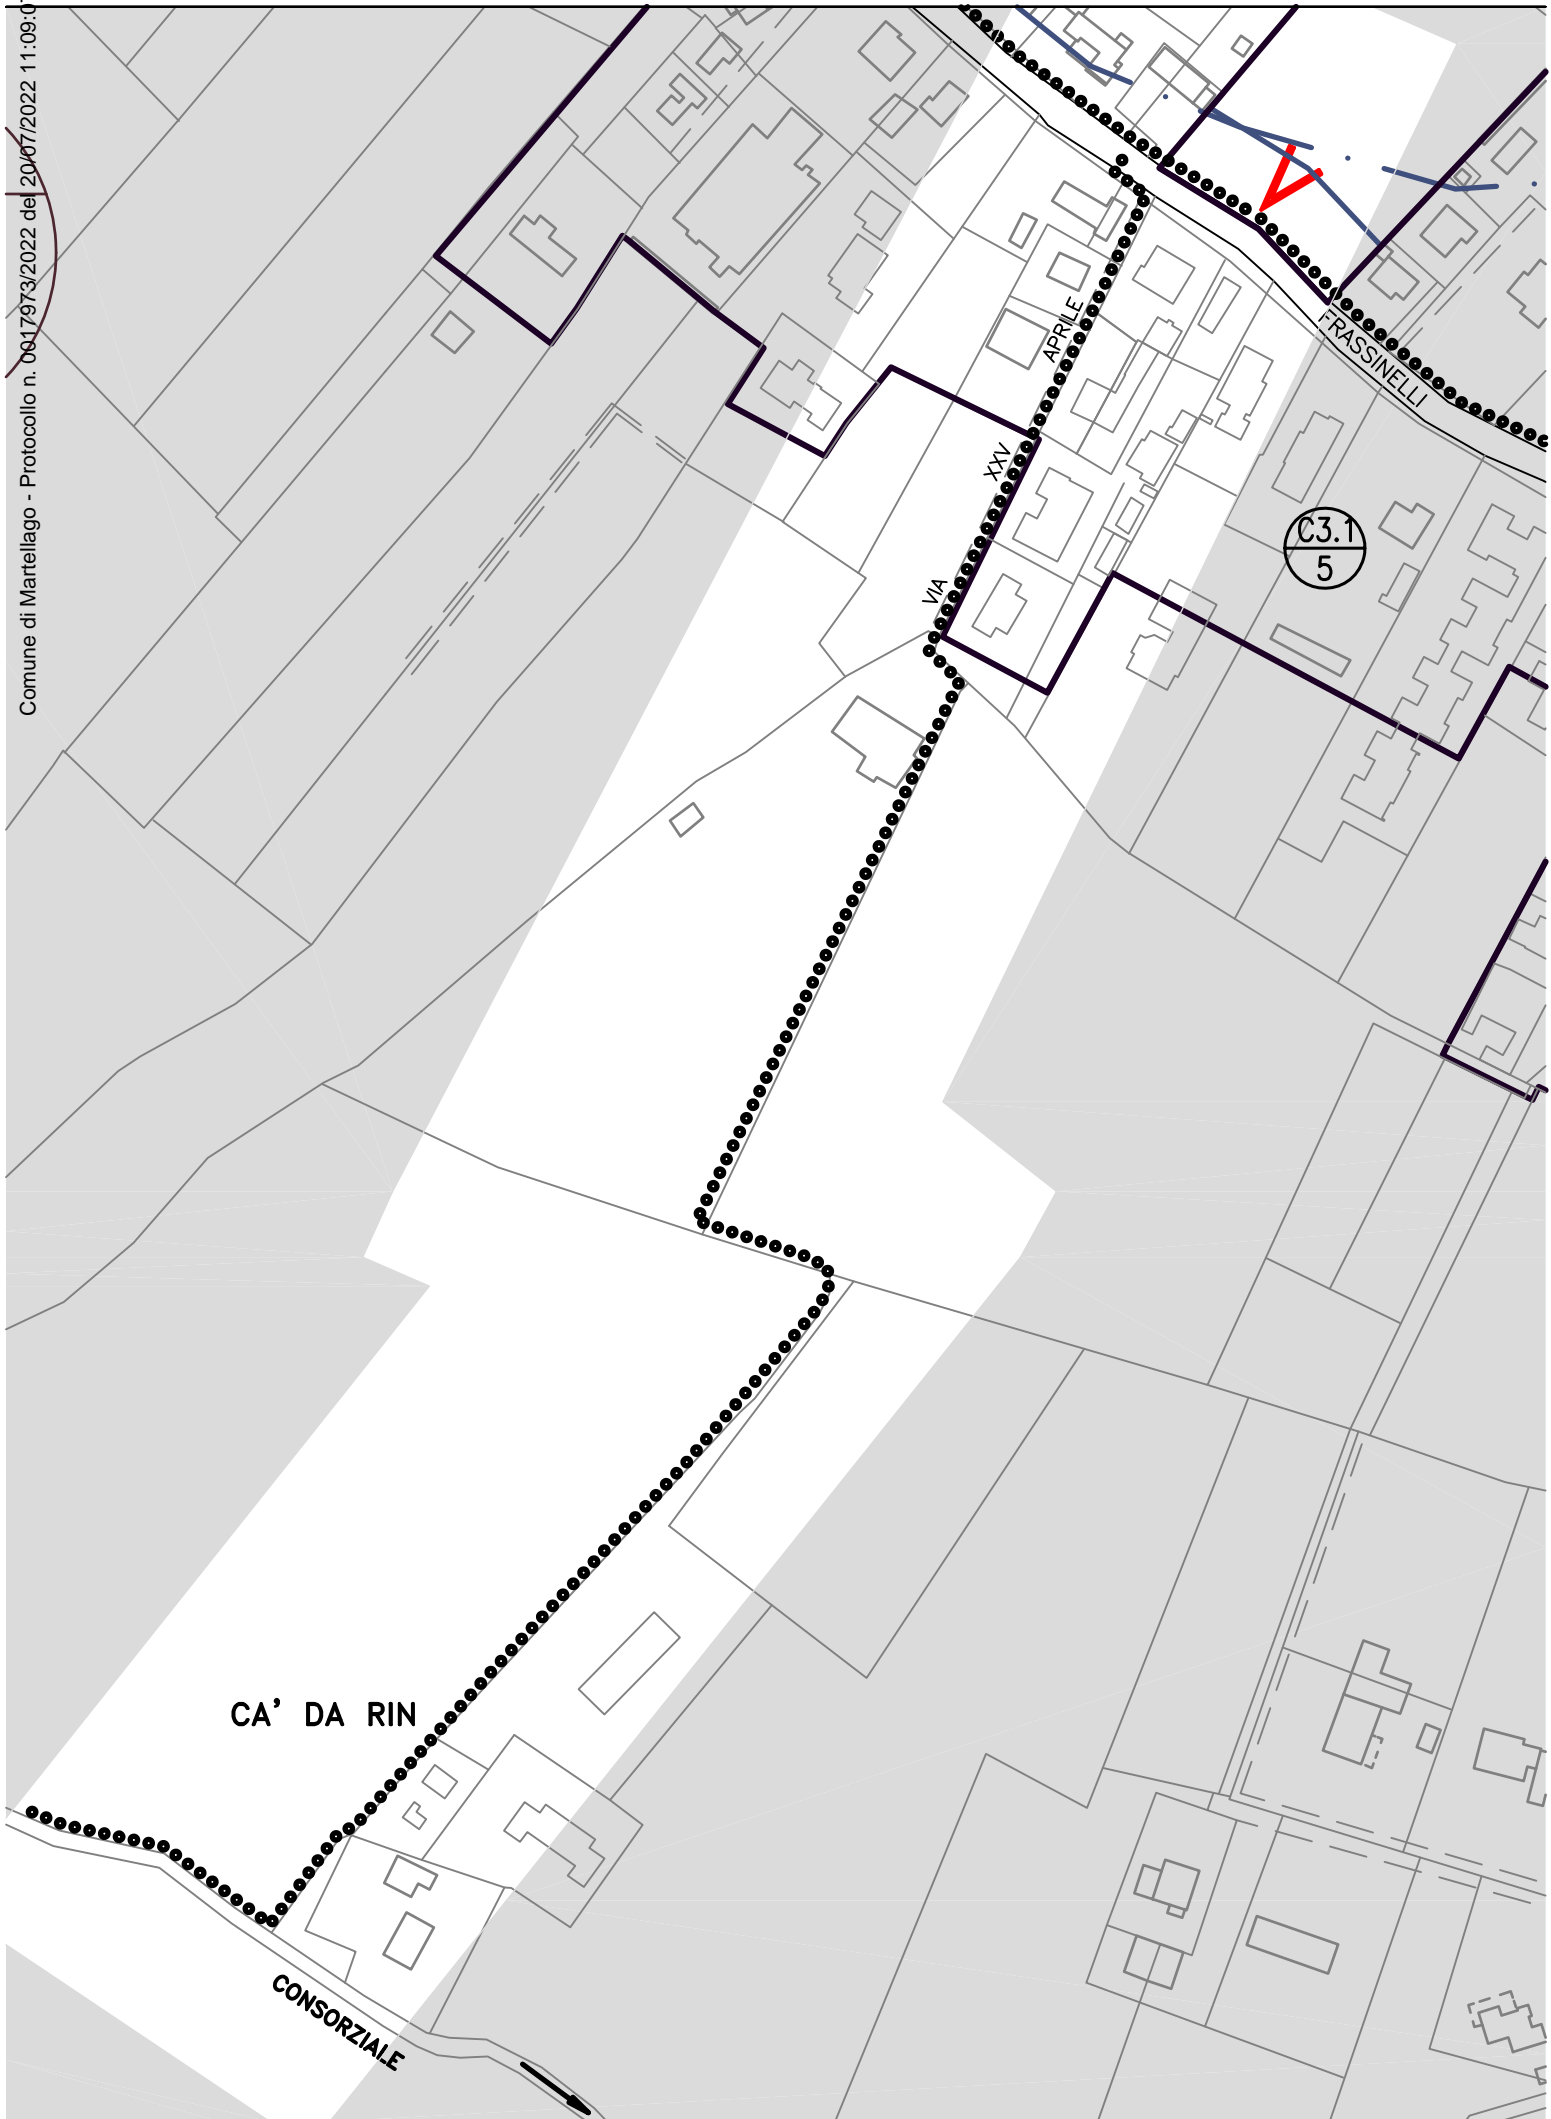 Comune di Martellago - Protocollo n. 0017973/2022 del 20/07/2022 11:09:0
V
FRASSINELLI
VIA XXV APRILE
C3.1
5
CA' DA RIN
CONSORZIALE